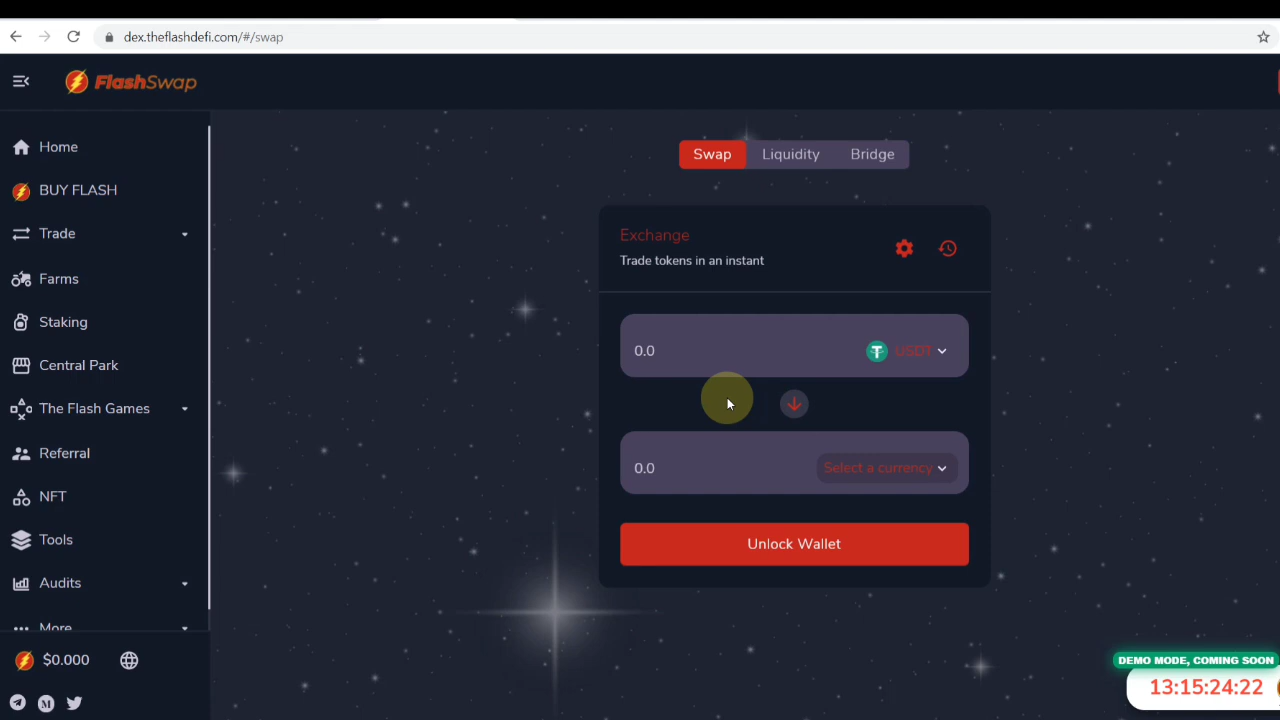 dex.theflashdefi.com/#/swap
FlashSwap
Home
BUY FLASH
Trade
Farms
Staking
Central Park
The Flash Games
Referral
NFT
Tools
Audits
More
$0.000
Swap Liquidity Bridge
Exchange
Trade tokens in an instant
0.0 USDT
0.0 Select a currency
Unlock Wallet
DEMO MODE, COMING SOON
13:15:24:22